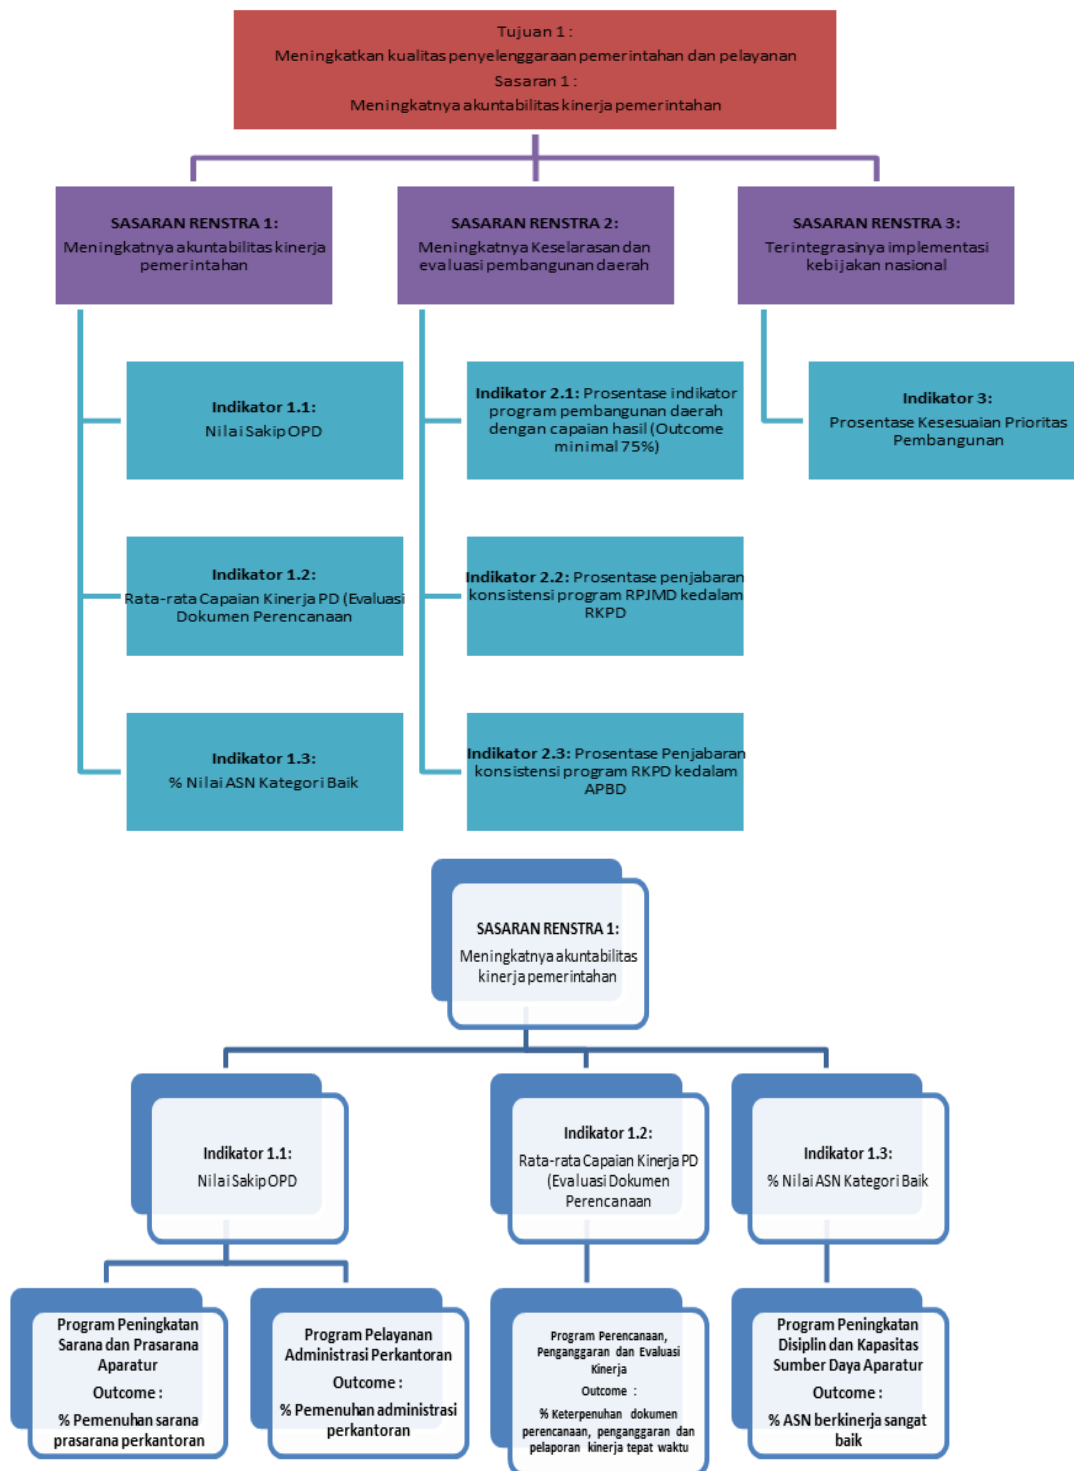 Tujuan 1 :
Meningkatkan kualitas penyelenggaraan pemerintahan dan pelayanan
Sasaran 1 :
Meningkatnya akuntabilitas kinerja pemerintahan
SASARAN RENSTRA 1:
Meningkatnya akuntabilitas kinerja
pemerintahan
SASARAN RENSTRA 2:
Meningkatnya Keselarasan dan
evaluasi pembangunan daerah
SASARAN RENSTRA 3:
Terintegrasinya implementasi
kebijakan nasional
Indikator 1.1:
Nilai Sakip OPD
Indikator 2.1: Prosentase indikator
program pembangunan daerah
dengan capaian hasil (Outcome
minimal 75%)
Indikator 3:
Prosentase Kesesuaian Prioritas
Pembangunan
Indikator 1.2:
Rata-rata Capaian Kinerja PD (Evaluasi
Dokumen Perencanaan
Indikator 2.2: Prosentase penjabaran
konsistensi program RPJMD kedalam
RKPD
Indikator 1.3:
% Nilai ASN Kategori Baik
Indikator 2.3: Prosentase Penjabaran
konsistensi program RKPD kedalam
APBD
SASARAN RENSTRA 1:
Meningkatnya akuntabilitas
kinerja pemerintahan
Indikator 1.1:
Nilai Sakip OPD
Indikator 1.2:
Rata-rata Capaian Kinerja PD
(Evaluasi Dokumen
Perencanaan
Indikator 1.3:
% Nilai ASN Kategori Baik
Program Peningkatan
Sarana dan Prasarana
Aparatur
Outcome :
% Pemenuhan sarana
prasarana perkantoran
Program Pelayanan
Administrasi Perkantoran
Outcome :
% Pemenuhan administrasi
perkantoran
Program Perencanaan,
Penganggaran dan Evaluasi
Kinerja
Outcome :
% Keterpenuhan dokumen
perencanaan, penganggaran dan
pelaporan kinerja tepat waktu
Program Peningkatan
Disiplin dan Kapasitas
Sumber Daya Aparatur
Outcome :
% ASN berkinerja sangat
baik